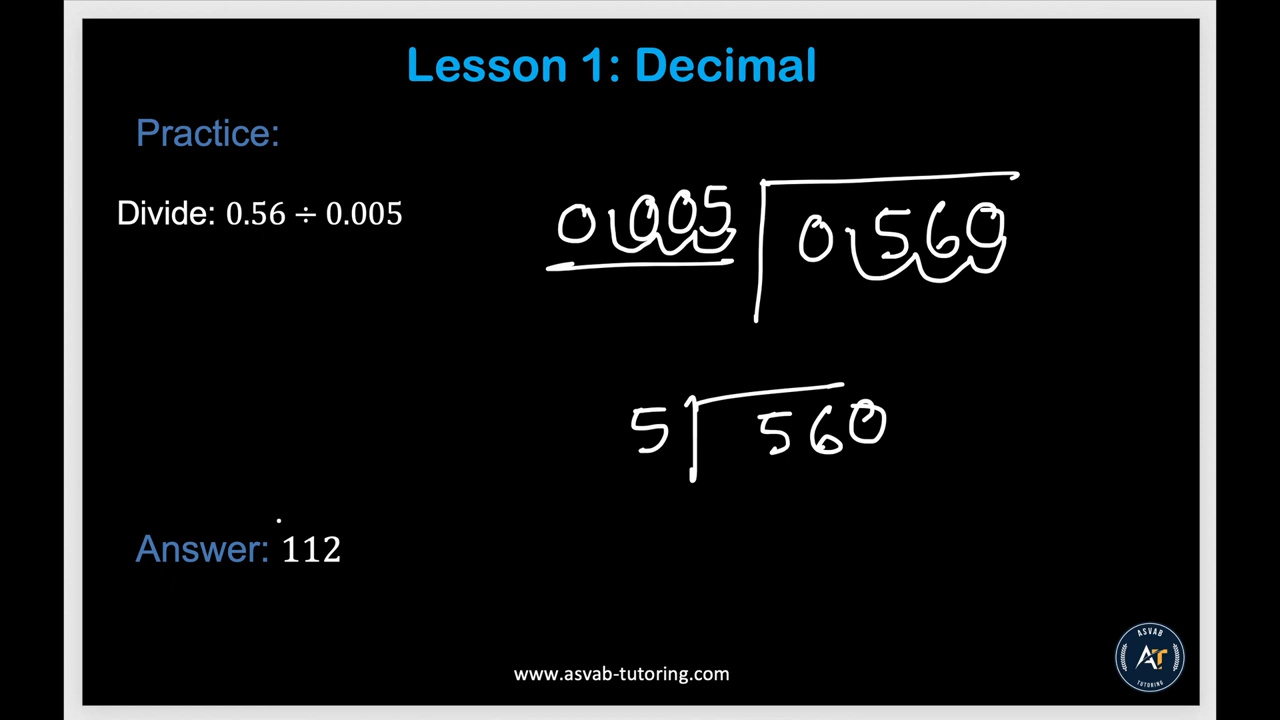 Lesson 1: Decimal
Practice:
Divide: 0.56 ÷ 0.005
0.005 0.560
5 560
Answer: 112
www.asvab-tutoring.com
ASVAB
AT
TUTORING